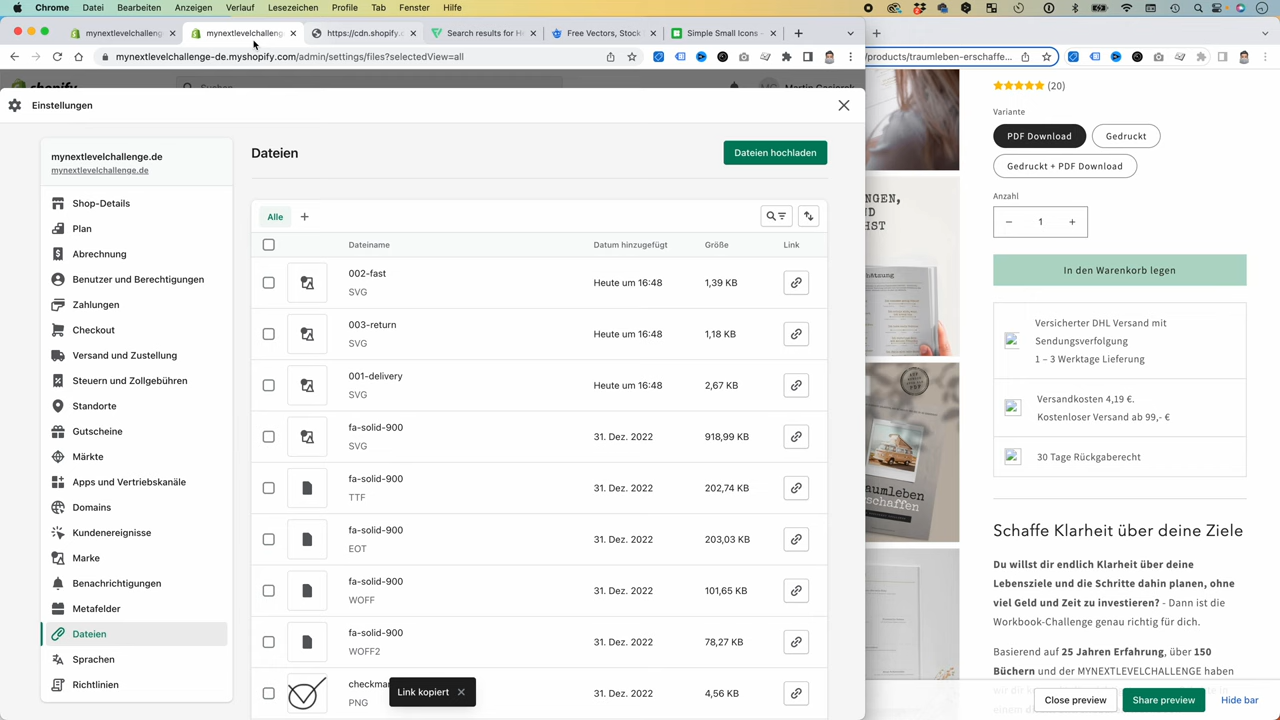 Chrome Datei Bearbeiten Anzeigen Verlauf Lesezeichen Profile Tab Fenster Hilfe
mynextlevelchalleng
mynextlevelchalleng
https://cdn.shopify.c
Search results for H
Free Vectors, Stock
Simple Small Icons –
mynextlevelchallenge-de.myshopify.com/admin/settings/files?selectedView=all
/products/traumleben-erschaffe...
shopify
Suchen
Einstellungen
mynextlevelchallenge.de
mynextlevelchallenge.de
Shop-Details
Plan
Abrechnung
Benutzer und Berechtigungen
Zahlungen
Checkout
Versand und Zustellung
Steuern und Zollgebühren
Standorte
Gutscheine
Märkte
Apps und Vertriebskanäle
Domains
Kundenereignisse
Marke
Benachrichtigungen
Metafelder
Dateien
Sprachen
Richtlinien
Dateien
Dateien hochladen
Alle
Dateiname Datum hinzugefügt Größe Link
002-fast
SVG
Heute um 16:48 1,39 KB
003-return
SVG
Heute um 16:48 1,18 KB
001-delivery
SVG
Heute um 16:48 2,67 KB
fa-solid-900
SVG
31. Dez. 2022 918,99 KB
fa-solid-900
TTF
31. Dez. 2022 202,74 KB
fa-solid-900
EOT
31. Dez. 2022 203,03 KB
fa-solid-900
WOFF
31. Dez. 2022 101,65 KB
fa-solid-900
WOFF2
31. Dez. 2022 78,27 KB
checkmar
PNG
31. Dez. 2022 4,56 KB
Link kopiert
NGEN,
ND
HST
aumleben
schaffen
(20)
Variante
PDF Download
Gedruckt
Gedruckt + PDF Download
Anzahl
− 1 +
In den Warenkorb legen
Versicherter DHL Versand mit
Sendungsverfolgung
1 – 3 Werktage Lieferung
Versandkosten 4,19 €.
Kostenloser Versand ab 99,- €
30 Tage Rückgaberecht
Schaffe Klarheit über deine Ziele
Du willst dir endlich Klarheit über deine
Lebensziele und die Schritte dahin planen, ohne
viel Geld und Zeit zu investieren? - Dann ist die
Workbook-Challenge genau richtig für dich.
Basierend auf 25 Jahren Erfahrung, über 150
Büchern und der MYNEXTLEVELCHALLENGE haben
Close preview
Share preview
Hide bar